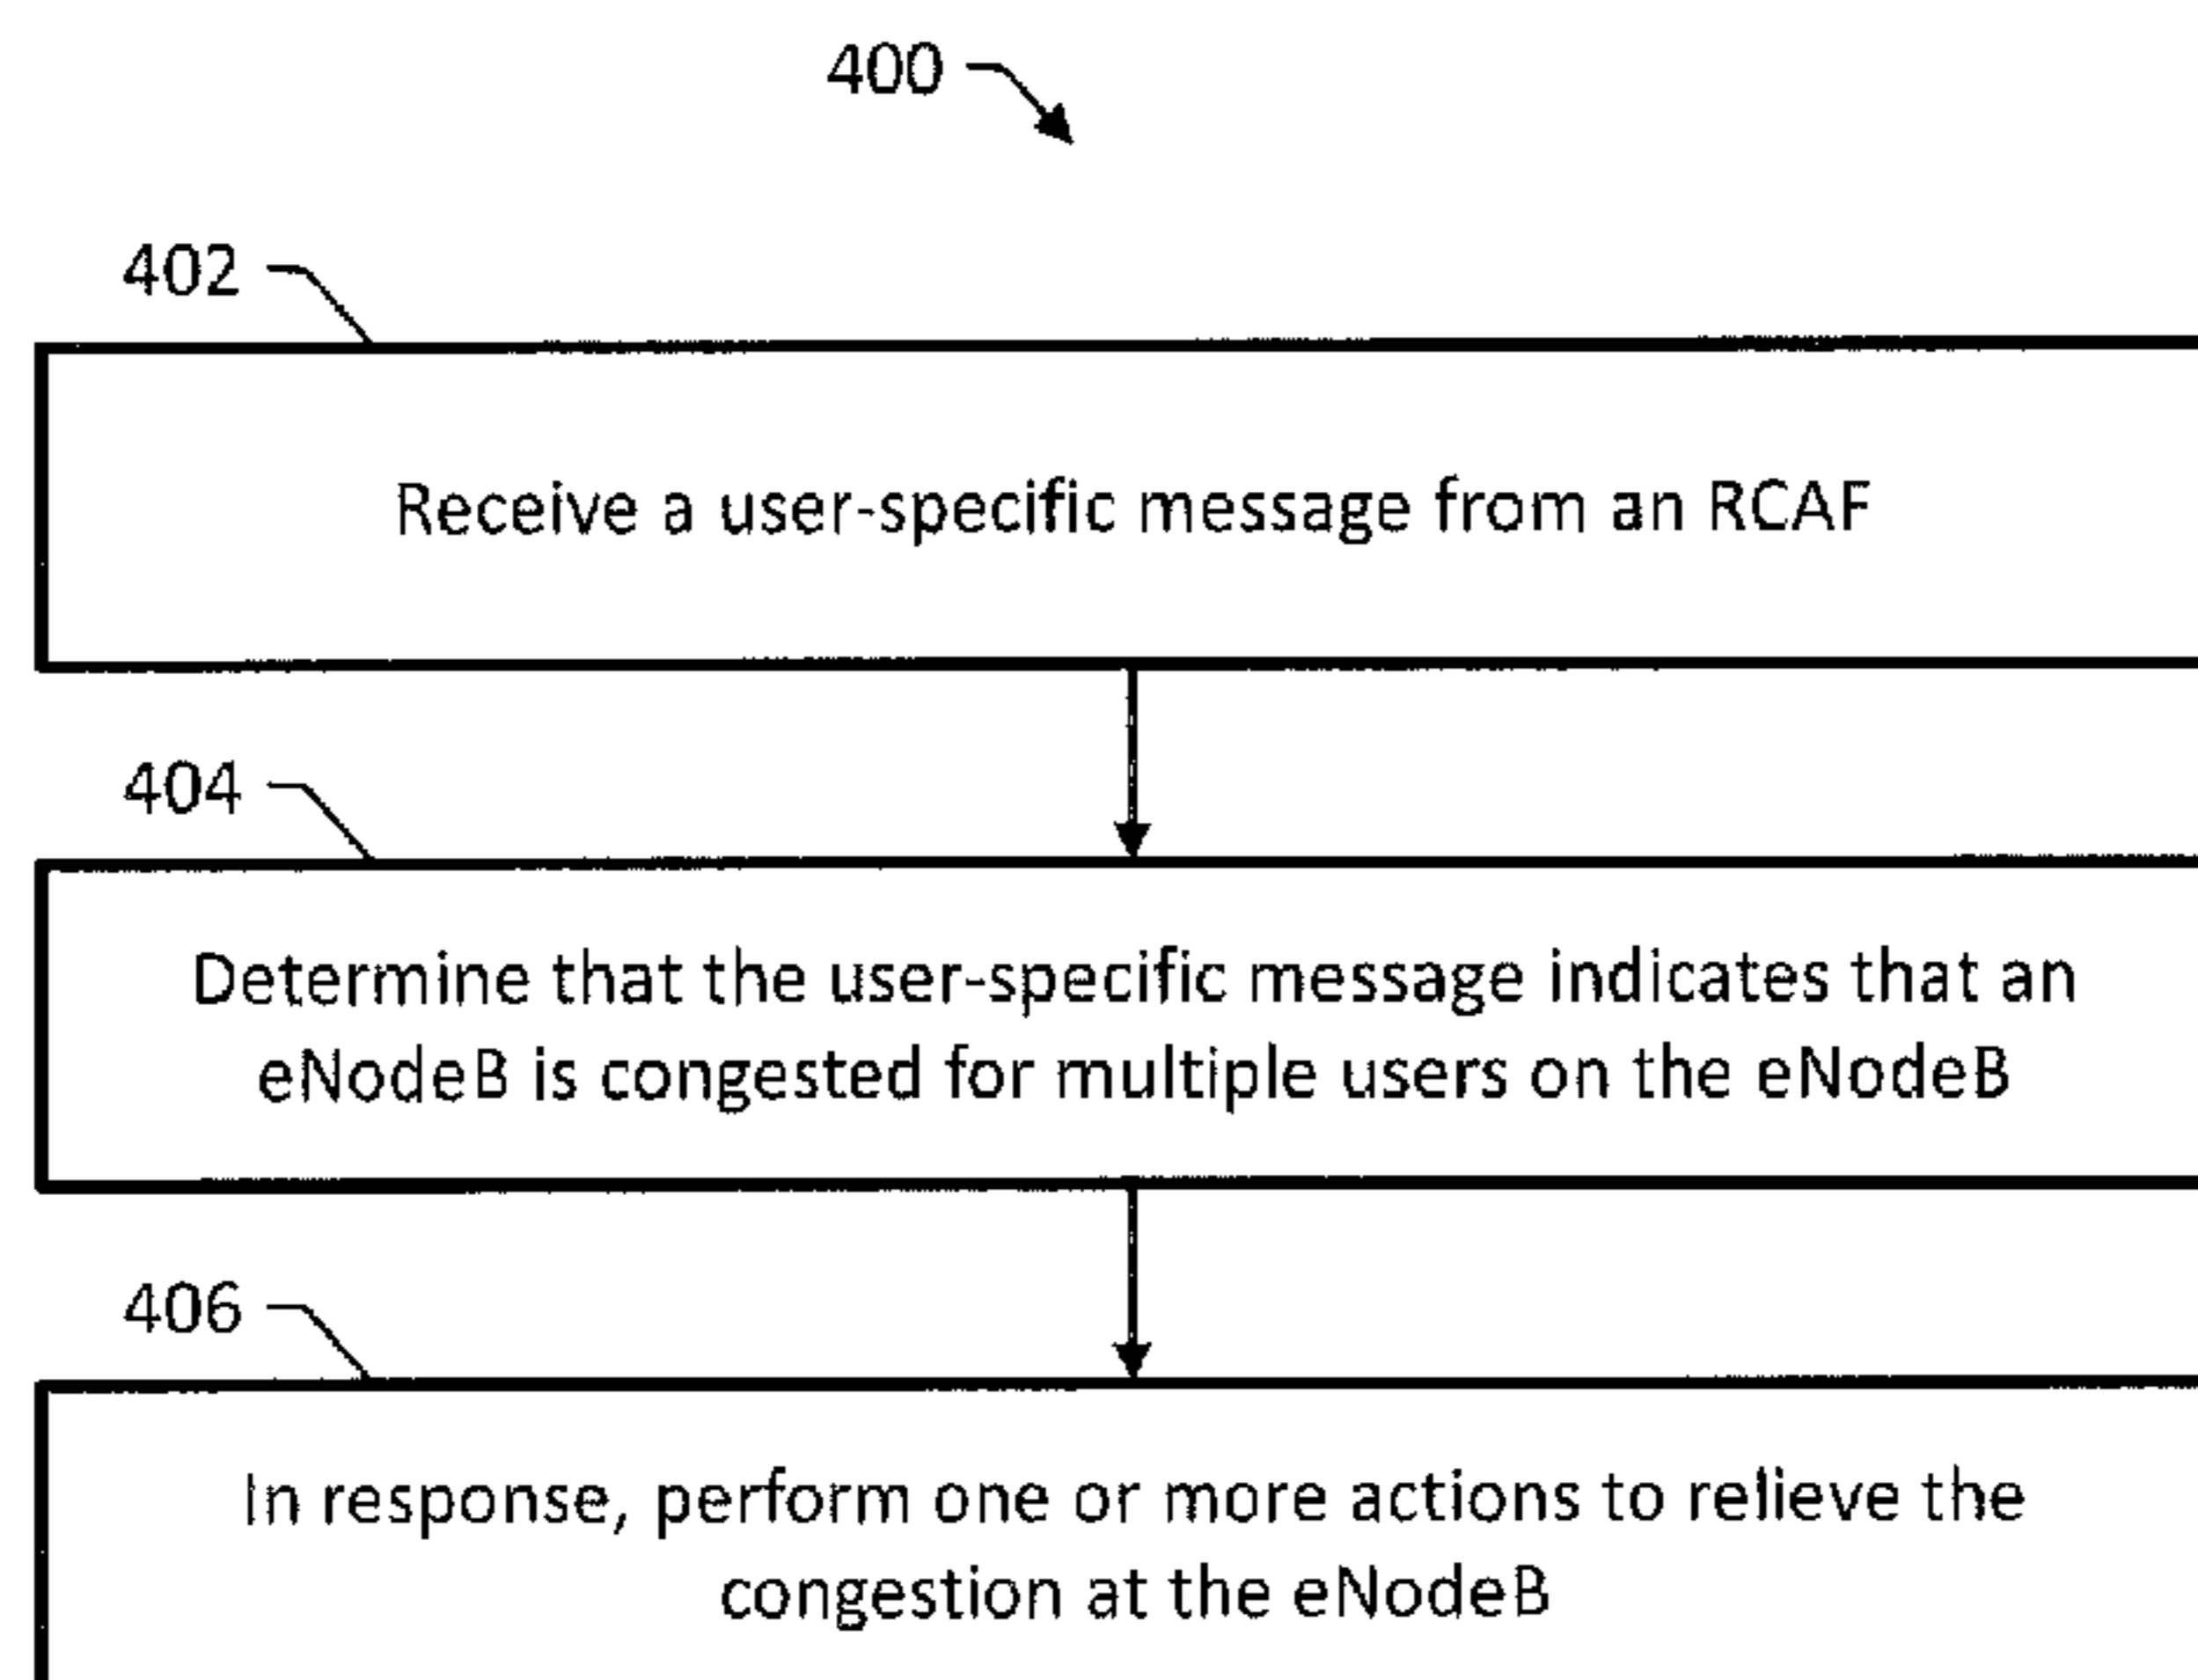 400
402
Receive a user-specific message from an RCAF
404
Determine that the user-specific message indicates that an
eNodeB is congested for multiple users on the eNodeB
406
In response, perform one or more actions to relieve the
congestion at the eNodeB